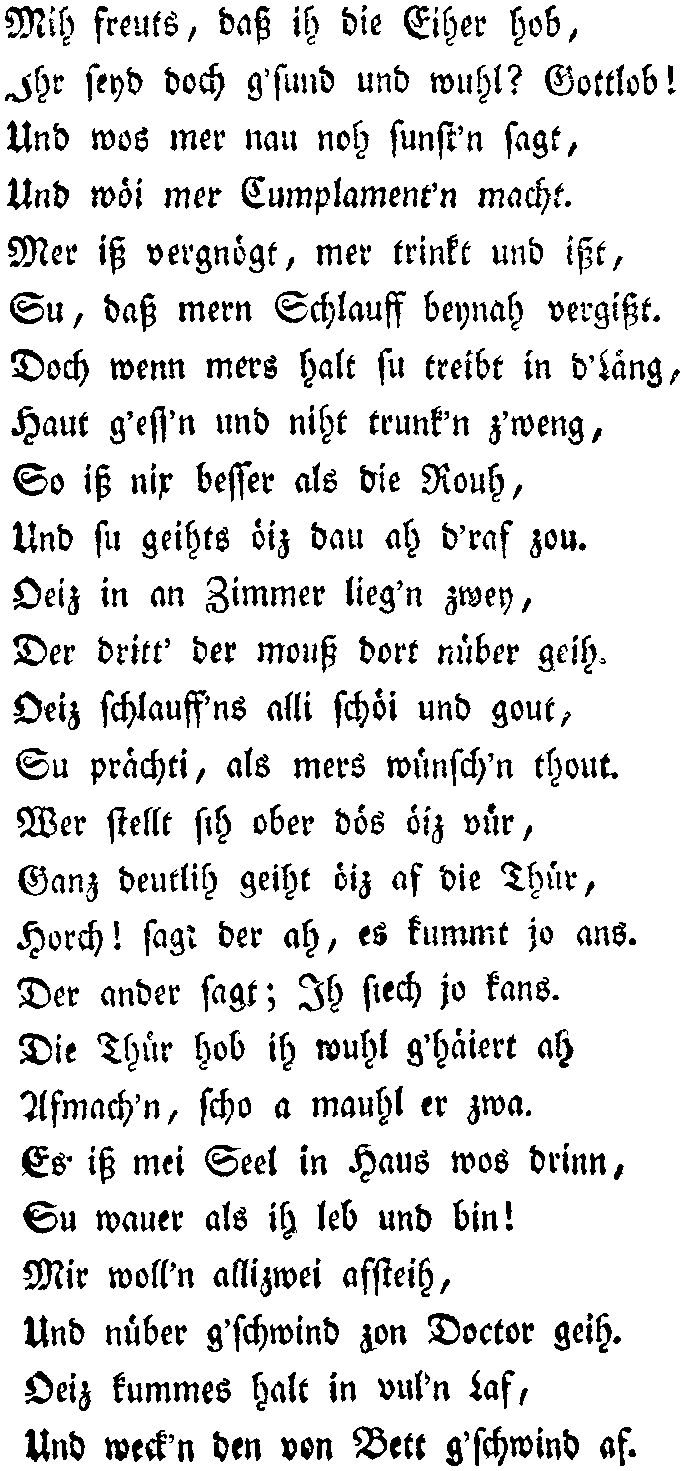 Mih freuts, daß ih die Eiher hob,
Ihr seyd doch g'sund und wuhl? Gottlob!
Und wos mer nau noh sunst'n sagt,
Und wöi mer Cumplament'n macht.
Mer iß vergnögt, mer trinkt und ißt,
Su, daß mern Schlauff beynah vergißt.
Doch wenn mers halt su treibt in d'Läng,
Haut g'ess'n und niht trunk'n z'weng,
So iß nix besser als die Rouh,
Und su geihts öiz dau ah d'raf zou.
Oeiz in an Zimmer lieg'n zwey,
Der dritt' der mouß dort nüber geih.
Oeiz schlauff'ns alli schöi und gout,
Su prächti, als mers wünsch'n thout.
Wer stellt sih ober dös öiz vür,
Ganz deutlih geiht öiz af die Thür,
Horch! sagt der ah, es kummt jo ans.
Der ander sagt; Ih siech jo kans.
Die Thür hob ih wuhl g'häiert ah
Afmach'n, scho a mauhl er zwa.
Es iß mei Seel in Haus wos drinn,
Su wauer als ih leb und bin!
Mir woll'n allizwei afsteih,
Und nüber g'schwind zon Doctor geih.
Oeiz kummes halt in vul'n Laf,
Und weck'n den von Bett g'schwind af.